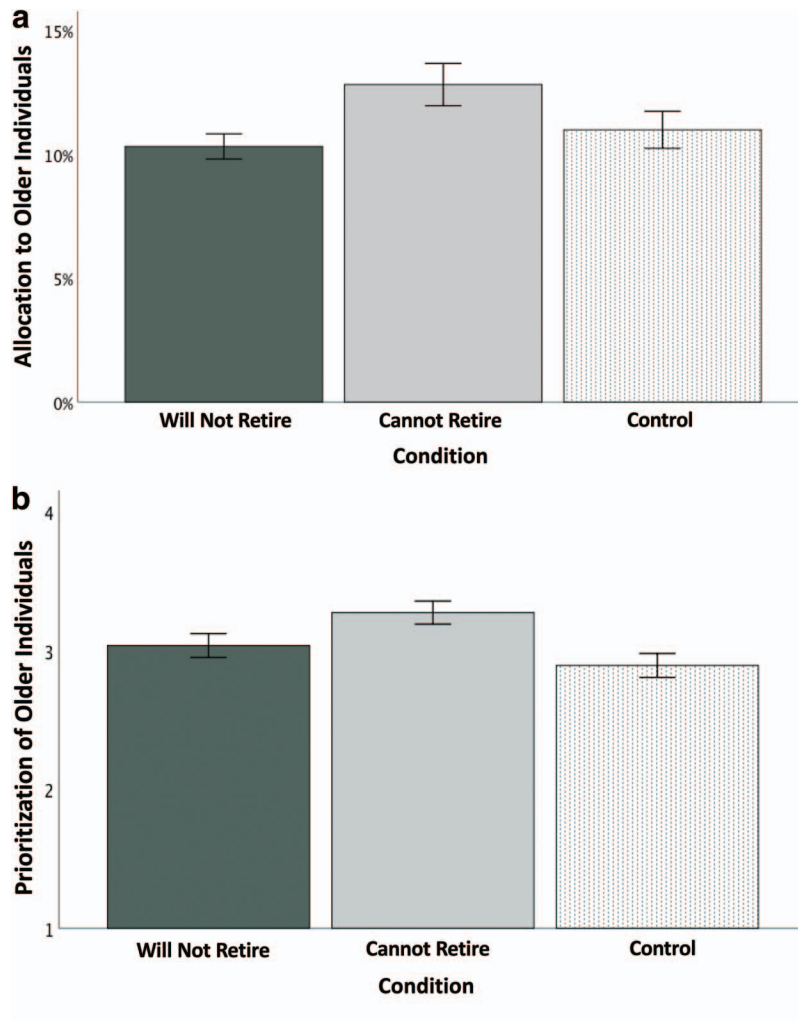 a
Allocation to Older Individuals
15%
10%
5%
0%
Will Not Retire
Cannot Retire
Control
Condition
b
Prioritization of Older Individuals
4
3
2
1
Will Not Retire
Cannot Retire
Control
Condition